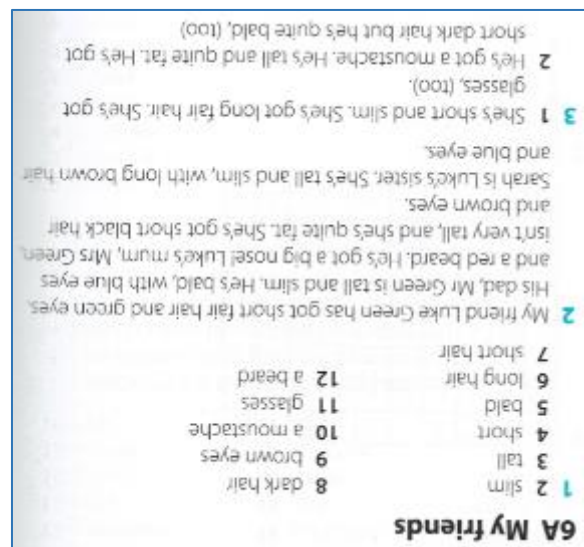 6A My friends
1 2 slim
3 tall
4 short
5 bald
6 long hair
7 short hair
8 dark hair
9 brown eyes
10 a moustache
11 glasses
12 a beard
2 My friend Luke Green has got short fair hair and green eyes.
His dad, Mr Green is tall and slim. He's bald, with blue eyes
and a red beard. He's got a big nose! Luke's mum, Mrs Green,
isn't very tall, and she's quite fat. She's got short black hair
and brown eyes.
Sarah is Luke's sister. She's tall and slim, with long brown hair
and blue eyes.
3 1 She's short and slim. She's got long fair hair. She's got
glasses, (too).
2 He's got a moustache. He's tall and quite fat. He's got
short dark hair but he's quite bald, (too)